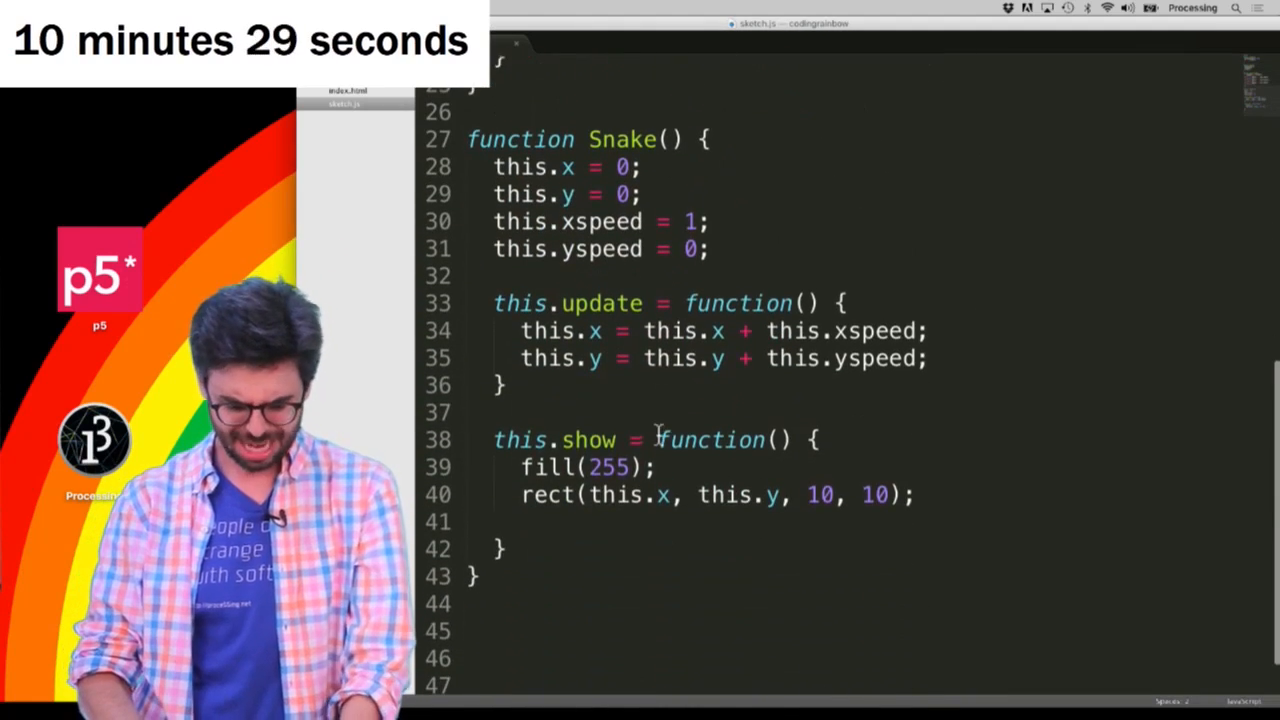 10 minutes 29 seconds
Processing
sketch.js — codingrainbow
index.html
sketch.js
25 }
26
27 function Snake() {
28 this.x = 0;
29 this.y = 0;
30 this.xspeed = 1;
31 this.yspeed = 0;
32
33 this.update = function() {
34 this.x = this.x + this.xspeed;
35 this.y = this.y + this.yspeed;
36 }
37
38 this.show = function() {
39 fill(255);
40 rect(this.x, this.y, 10, 10);
41
42 }
43 }
44
45
46
47
p5*
p5
Processing
people c
change
with soft
Spaces: 2 JavaScript